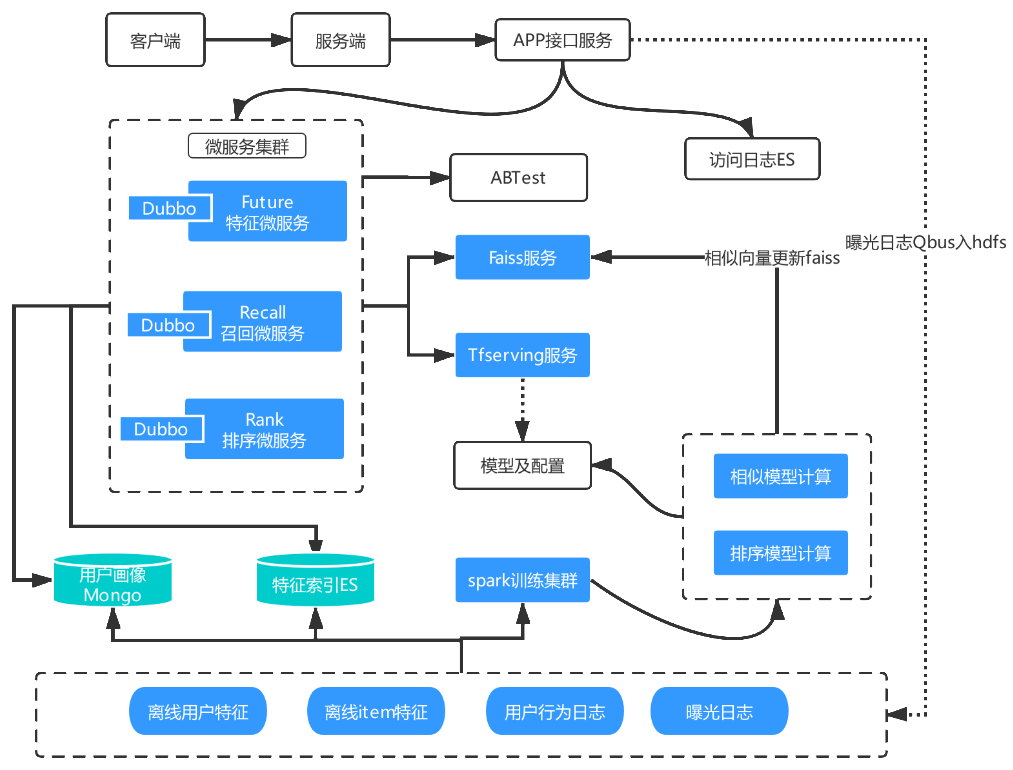 客户端
服务端
APP接口服务
微服务集群
访问日志ES
ABTest
Dubbo
Future
特征微服务
曝光日志Qbus入hdfs
Faiss服务
相似向量更新faiss
Dubbo
Recall
召回微服务
Tfserving服务
Dubbo
Rank
排序微服务
模型及配置
相似模型计算
排序模型计算
用户画像
Mongo
特征索引ES
spark训练集群
离线用户特征
离线item特征
用户行为日志
曝光日志